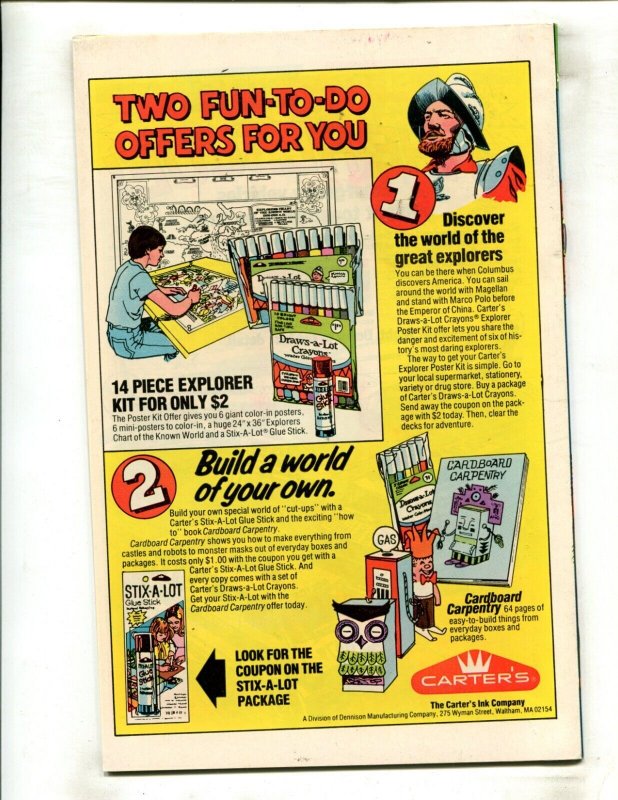 TWO FUN-TO-DO
OFFERS FOR YOU
1
Discover
the world of the
great explorers
You can be there when Columbus
discovers America. You can sail
around the world with Magellan
and stand with Marco Polo before
the Emperor of China. Carter's
Draws-a-Lot Crayons® Explorer
Poster Kit offer lets you share the
danger and excitement of six of his-
tory's most daring explorers.
The way to get your Carter's
Explorer Poster Kit is simple. Go to
your local supermarket, stationery,
variety or drug store. Buy a package
of Carter's Draws-a-Lot Crayons.
Send away the coupon on the pack-
age with $2 today. Then, clear the
decks for adventure.
Draws-a-Lot
Crayons
14 PIECE EXPLORER
KIT FOR ONLY $2
The Poster Kit Offer gives you 6 giant color-in posters,
6 mini-posters to color-in, a huge 24" x 36" Explorers
Chart of the Known World and a Stix-A-Lot® Glue Stick.
2
Build a world
of your own.
Build your own special world of "cut-ups" with a
Carter's Stix-A-Lot Glue Stick and the exciting "how
to" book Cardboard Carpentry.
Cardboard Carpentry shows you how to make everything from
castles and robots to monster masks out of everyday boxes and
packages. It costs only $1.00 with the coupon you get with a
Carter's Stix-A-Lot Glue Stick. And
every copy comes with a set of
Carter's Draws-a-Lot Crayons.
Get your Stix-A-Lot with the
Cardboard Carpentry offer today.
STIX-A-LOT
Glue Stick
LOOK FOR THE
COUPON ON THE
STIX-A-LOT
PACKAGE
Draws-a-Lot
Crayons
CARDBOARD
CARPENTRY
GAS
Cardboard
Carpentry 64 pages of
easy-to-build things from
everyday boxes and
packages.
CARTER'S
The Carter's Ink Company
A Division of Dennison Manufacturing Company, 275 Wyman Street, Waltham, MA 02154